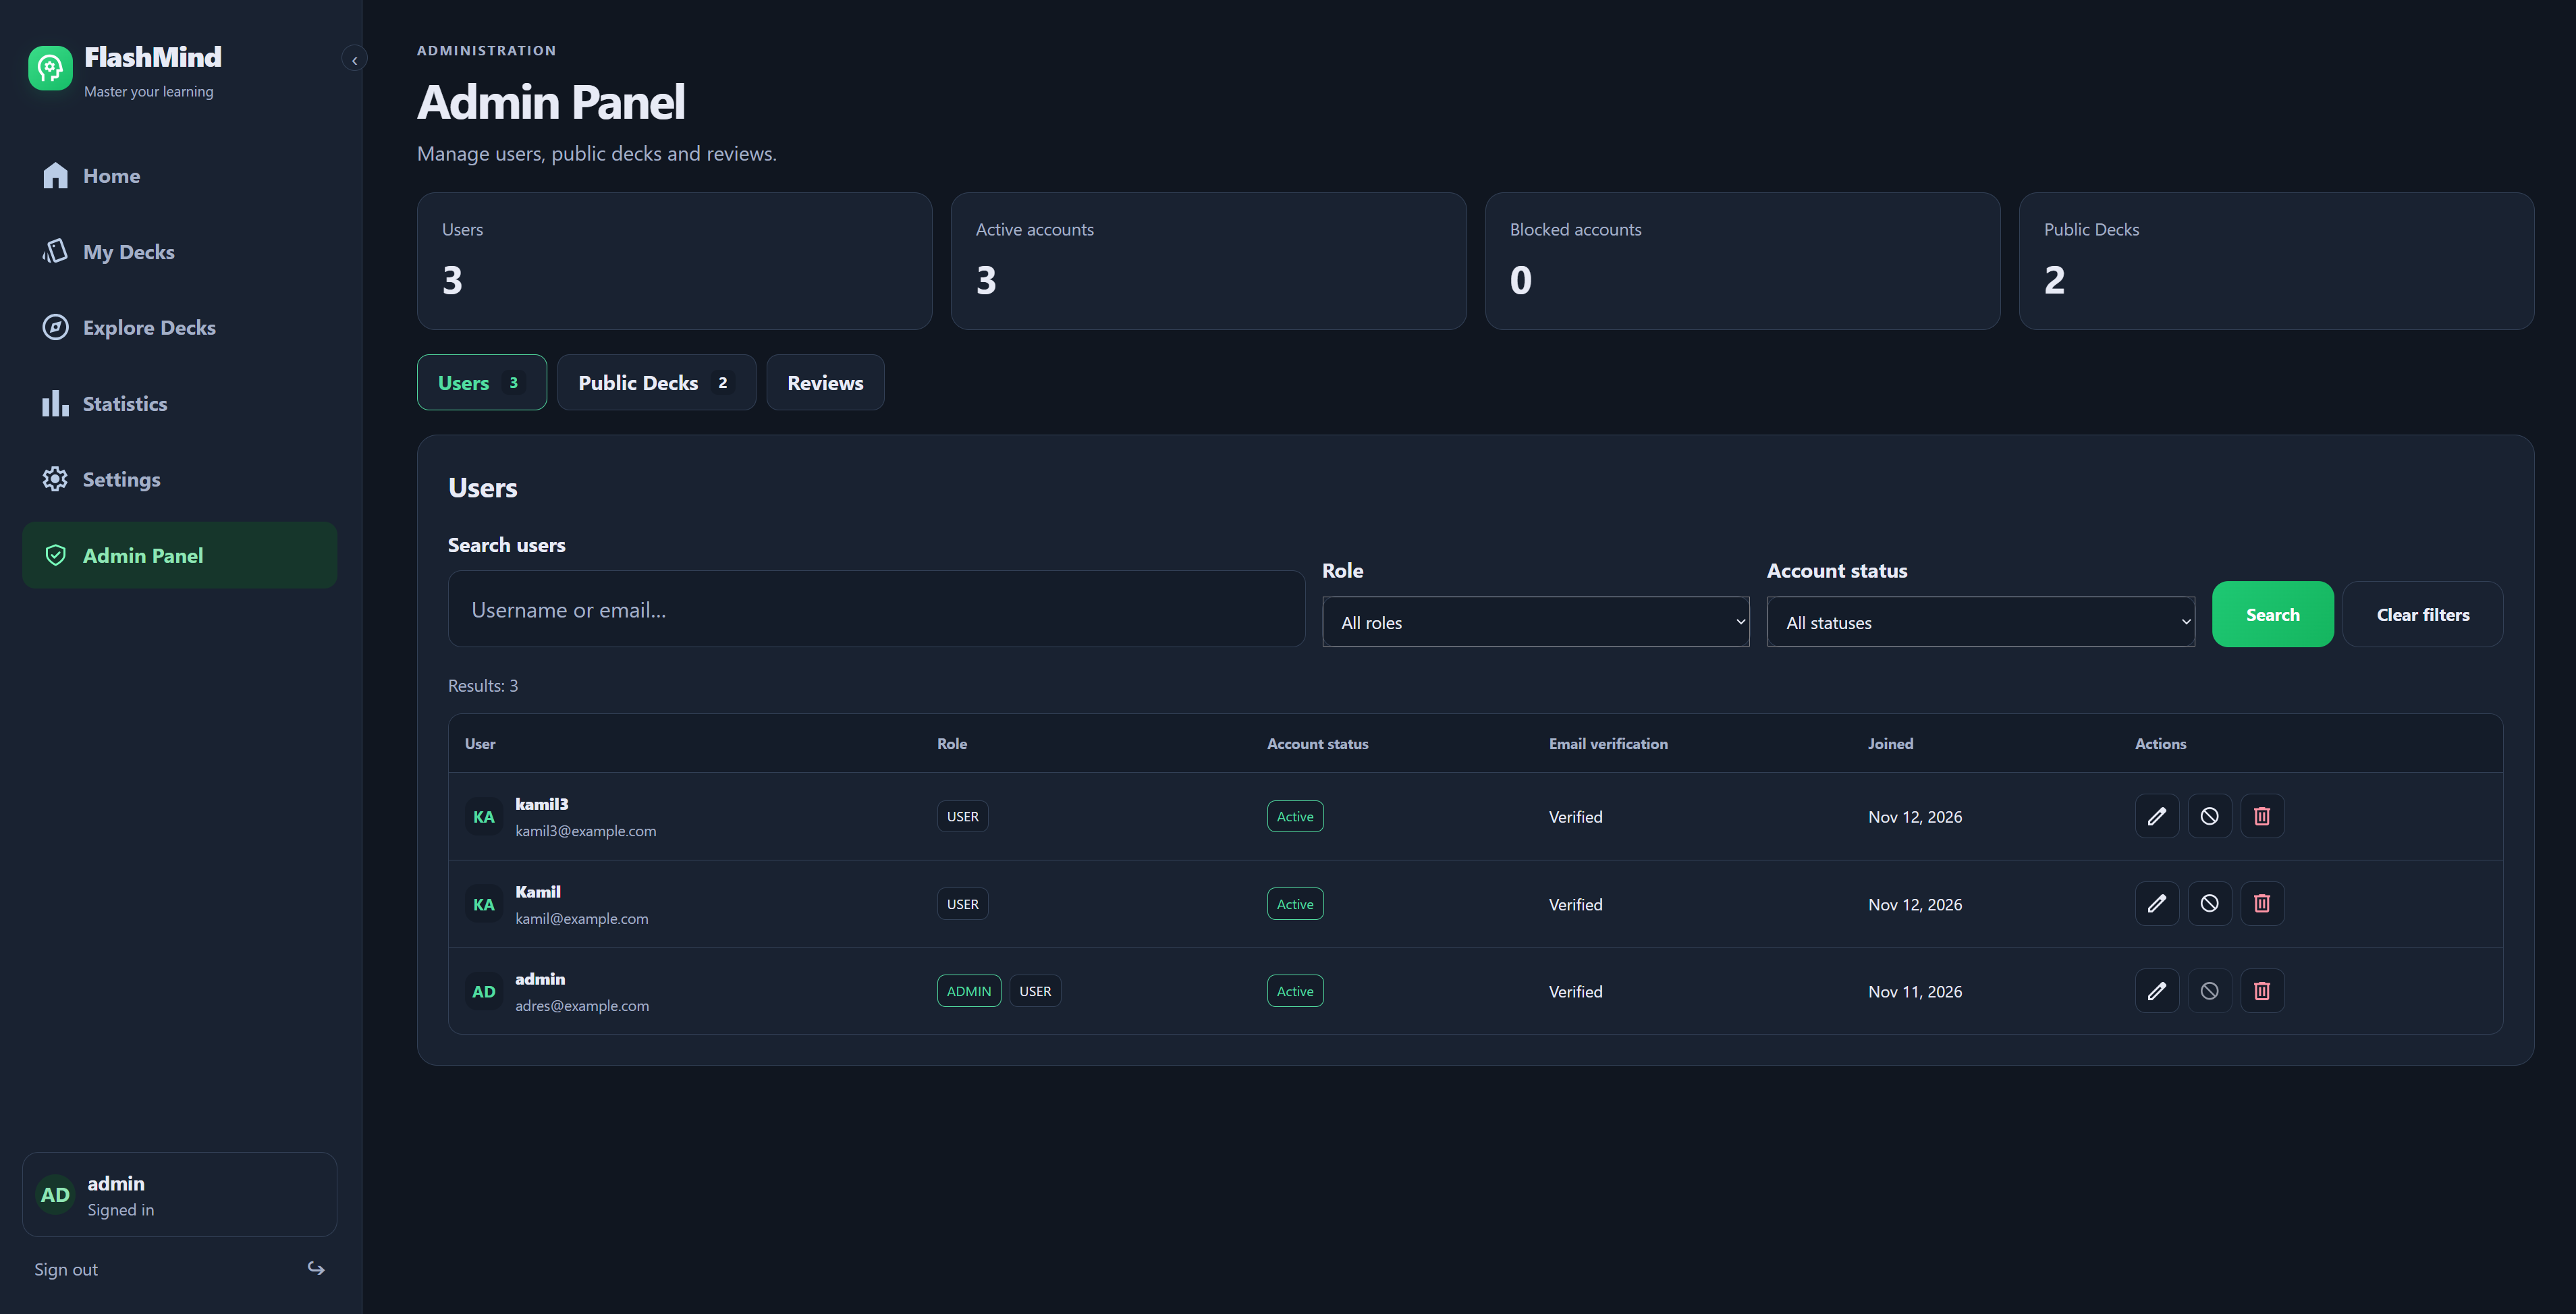 FlashMind
Master your learning
Home
My Decks
Explore Decks
Statistics
Settings
Admin Panel
AD
admin
Signed in
Sign out
ADMINISTRATION
Admin Panel
Manage users, public decks and reviews.
Users
3
Active accounts
3
Blocked accounts
0
Public Decks
2
Users 3
Public Decks 2
Reviews
Users
Search users
Username or email...
Role
All roles
Account status
All statuses
Search
Clear filters
Results: 3
User Role Account status Email verification Joined Actions
KA kamil3
kamil3@example.com
USER Active Verified Nov 12, 2026
KA Kamil
kamil@example.com
USER Active Verified Nov 12, 2026
AD admin
adres@example.com
ADMIN USER Active Verified Nov 11, 2026